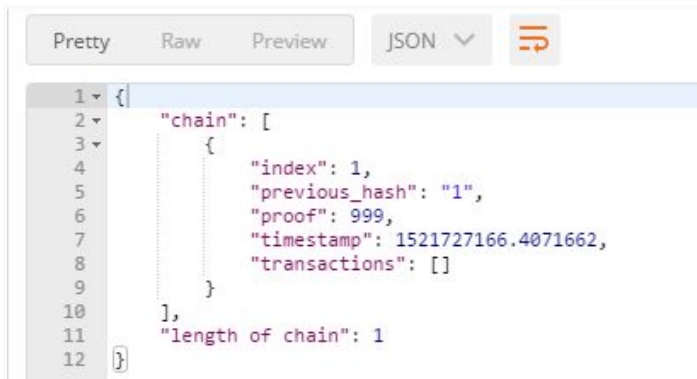 Pretty Raw Preview JSON
1 {
2 "chain": [
3 {
4 "index": 1,
5 "previous_hash": "1",
6 "proof": 999,
7 "timestamp": 1521727166.4071662,
8 "transactions": []
9 }
10 ],
11 "length of chain": 1
12 }